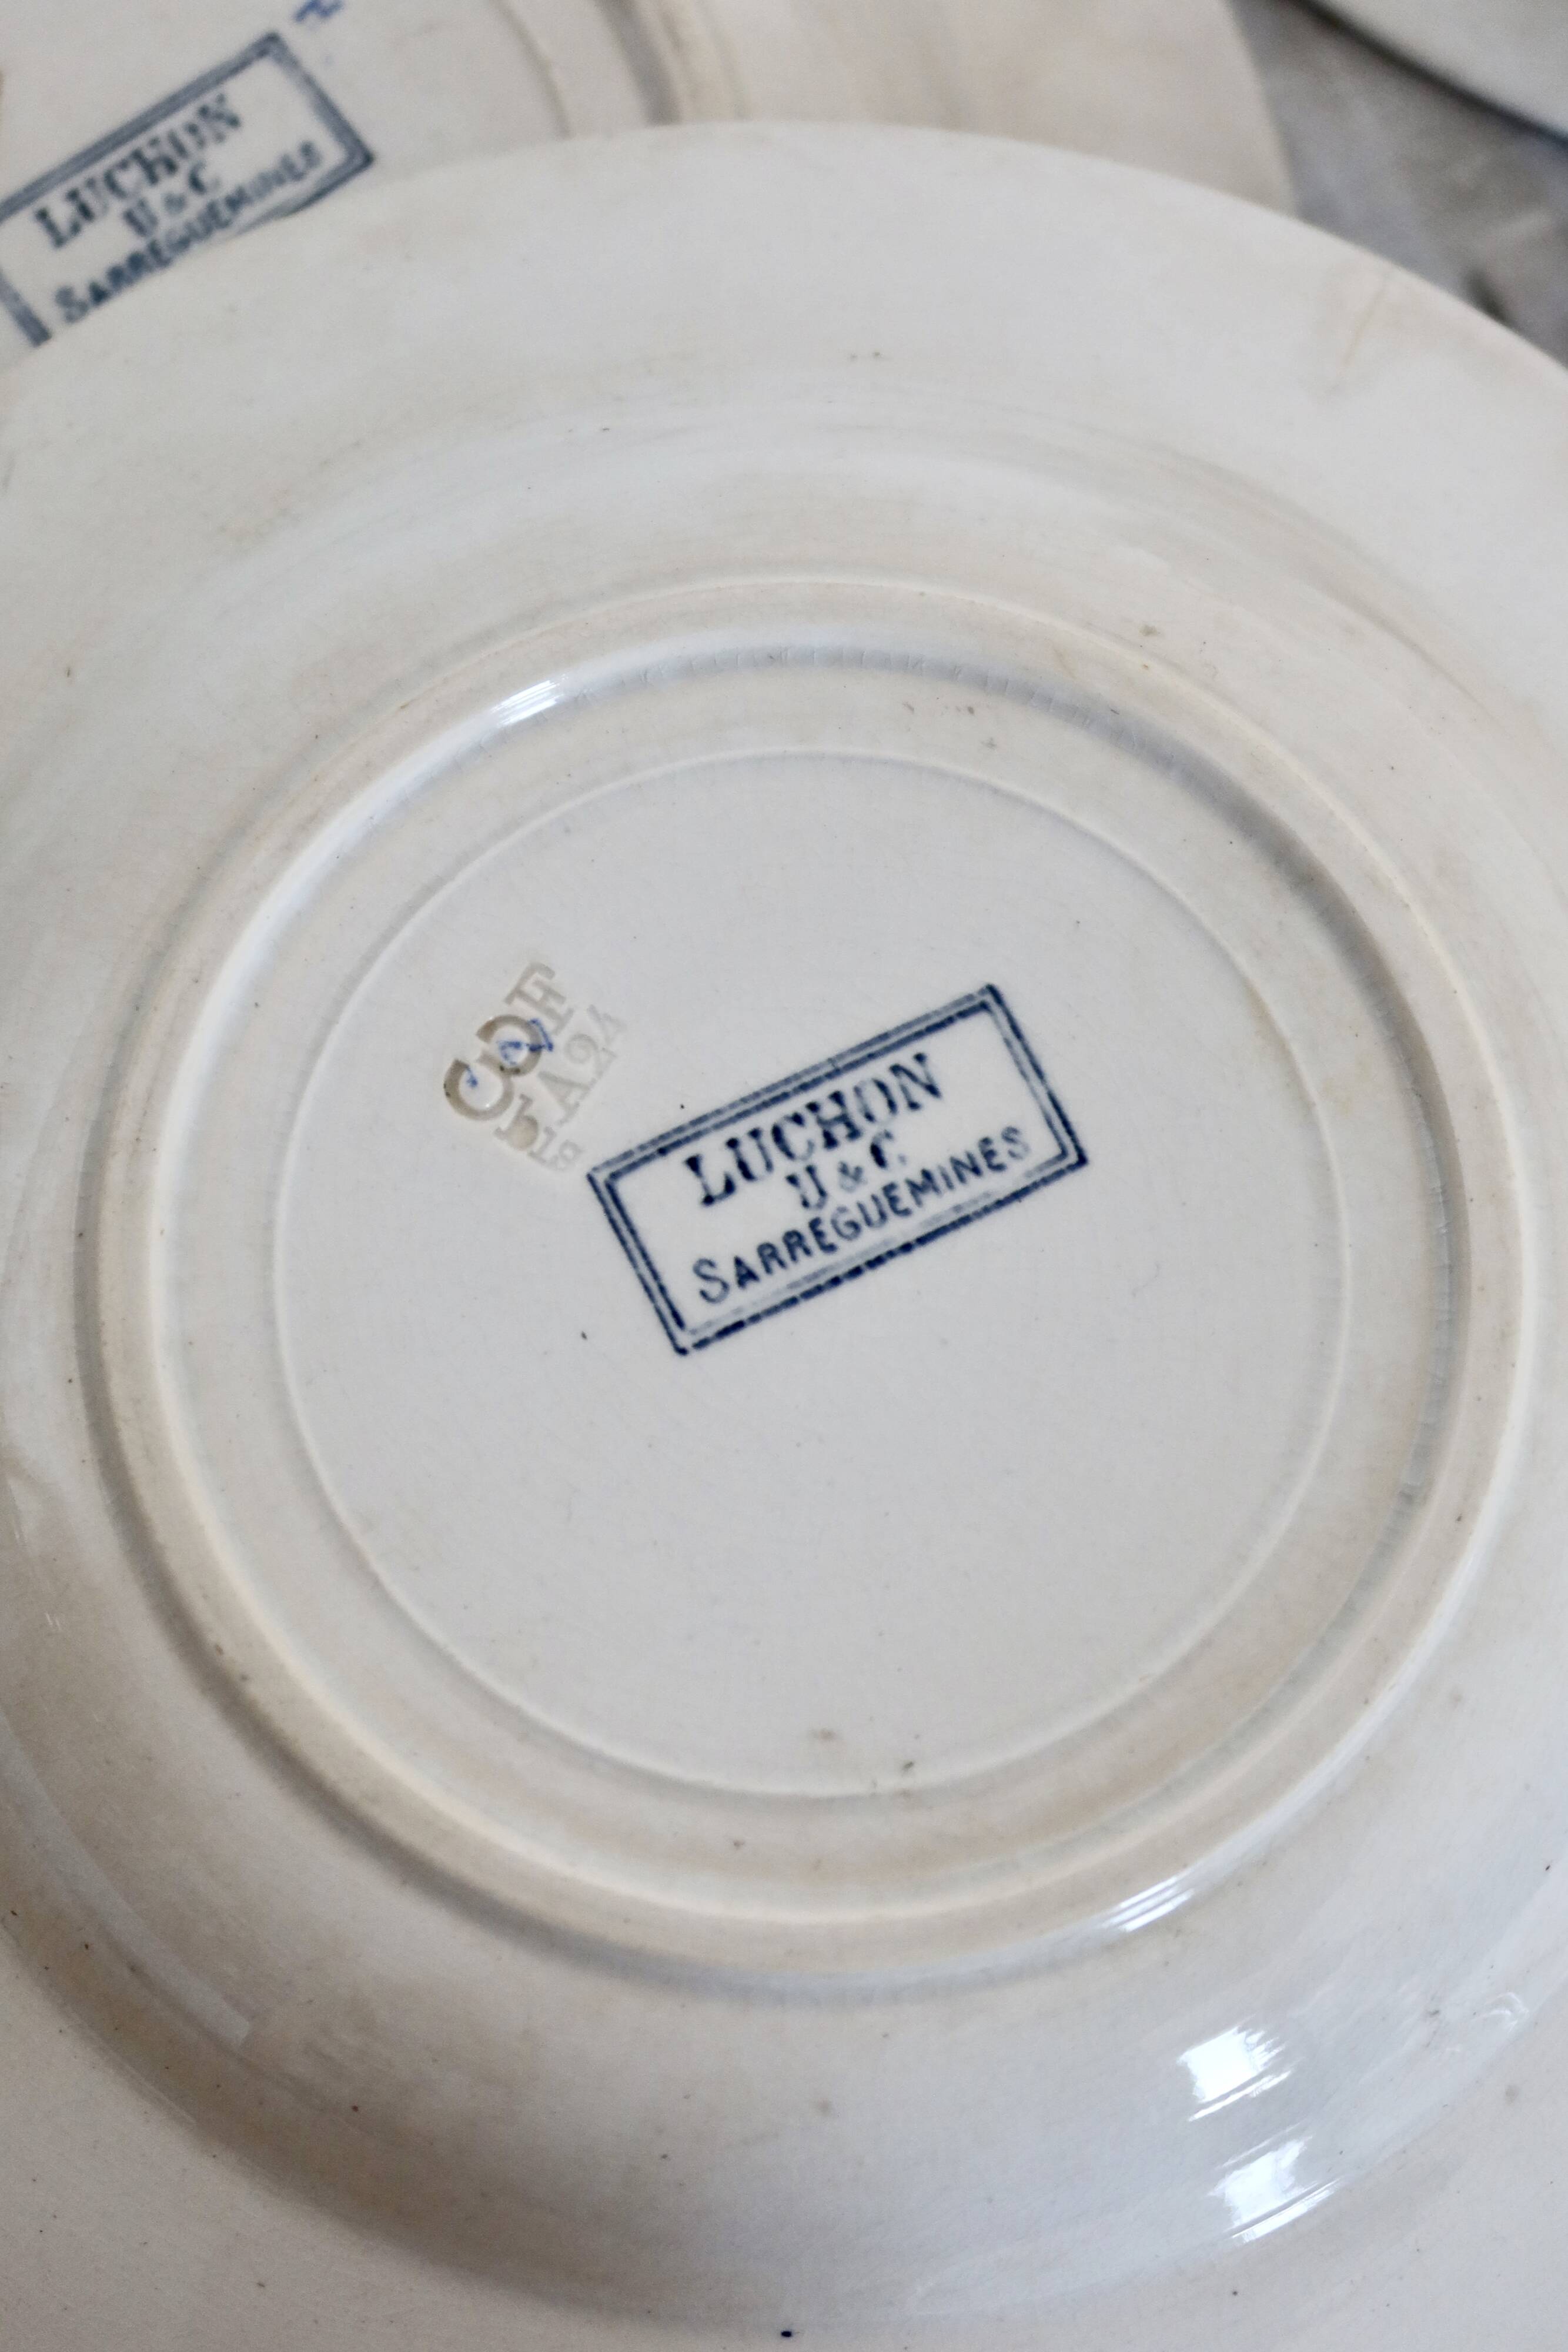 LUCHON
U & C
SARREGUEMINES
LUCHON
U & C
SARREGUEMINES